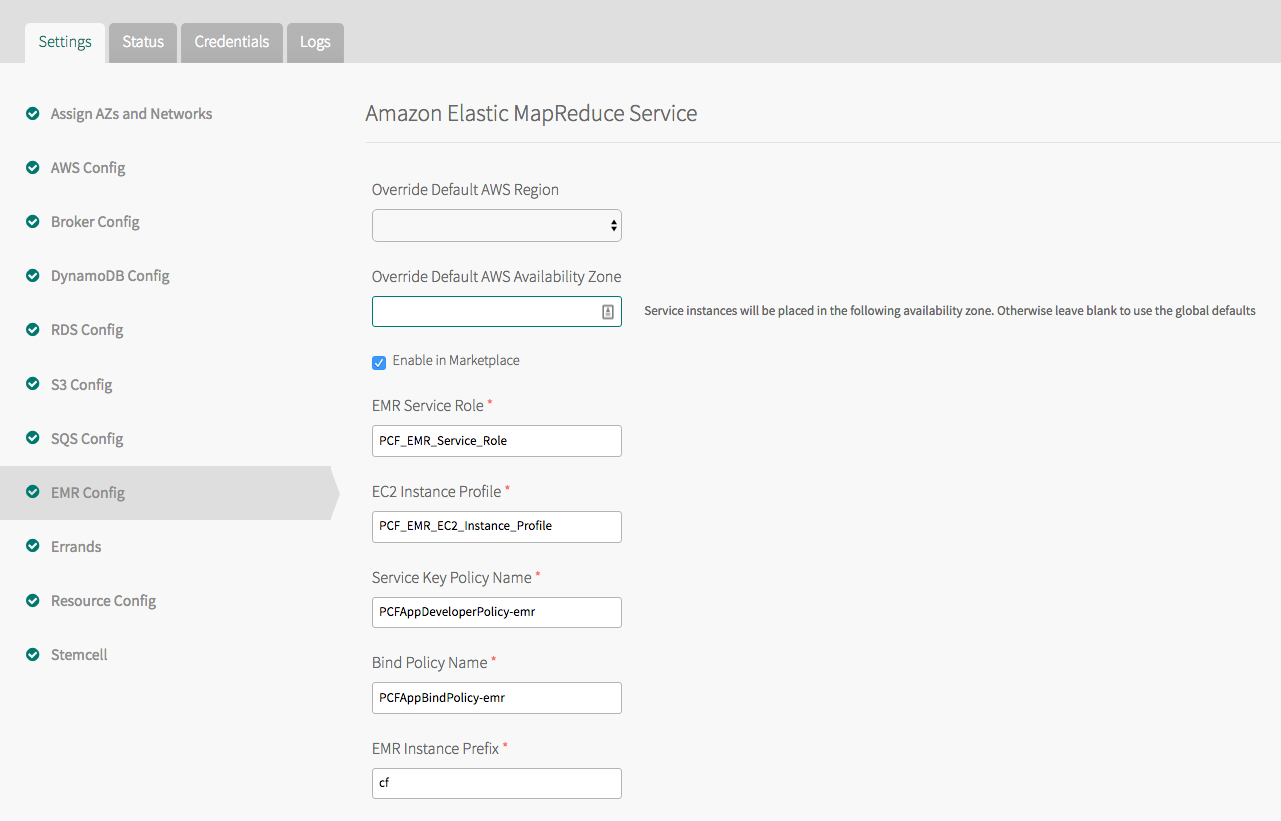 Settings
Status
Credentials
Logs
Assign AZs and Networks
AWS Config
Broker Config
DynamoDB Config
RDS Config
S3 Config
SQS Config
EMR Config
Errands
Resource Config
Stemcell
Amazon Elastic MapReduce Service
Override Default AWS Region
Override Default AWS Availability Zone
Service instances will be placed in the following availability zone. Otherwise leave blank to use the global defaults
Enable in Marketplace
EMR Service Role *
PCF_EMR_Service_Role
EC2 Instance Profile *
PCF_EMR_EC2_Instance_Profile
Service Key Policy Name *
PCFAppDeveloperPolicy-emr
Bind Policy Name *
PCFAppBindPolicy-emr
EMR Instance Prefix *
cf